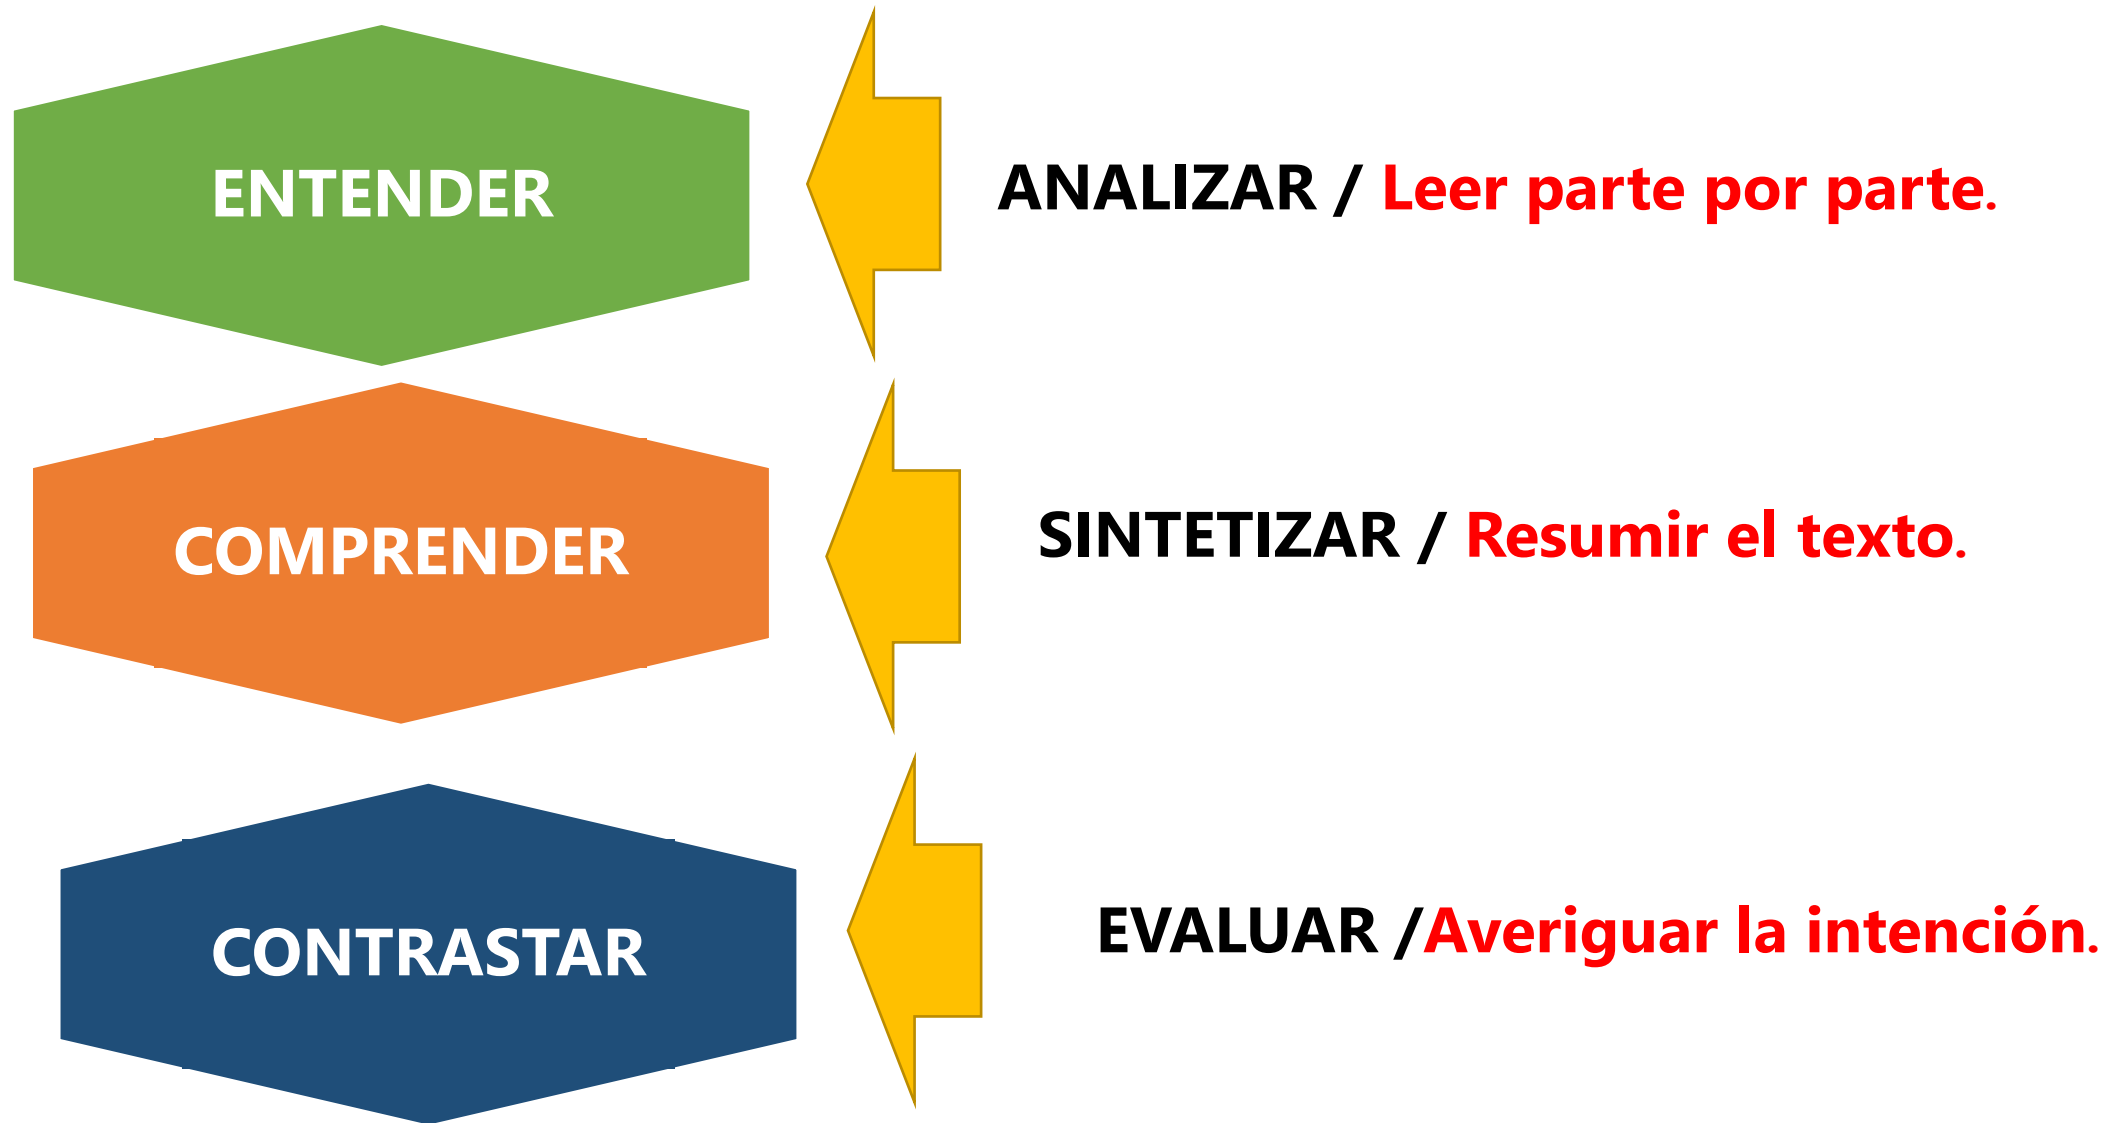 ENTENDER
ANALIZAR / Leer parte por parte.
COMPRENDER
SINTETIZAR / Resumir el texto.
CONTRASTAR
EVALUAR /Averiguar la intención.